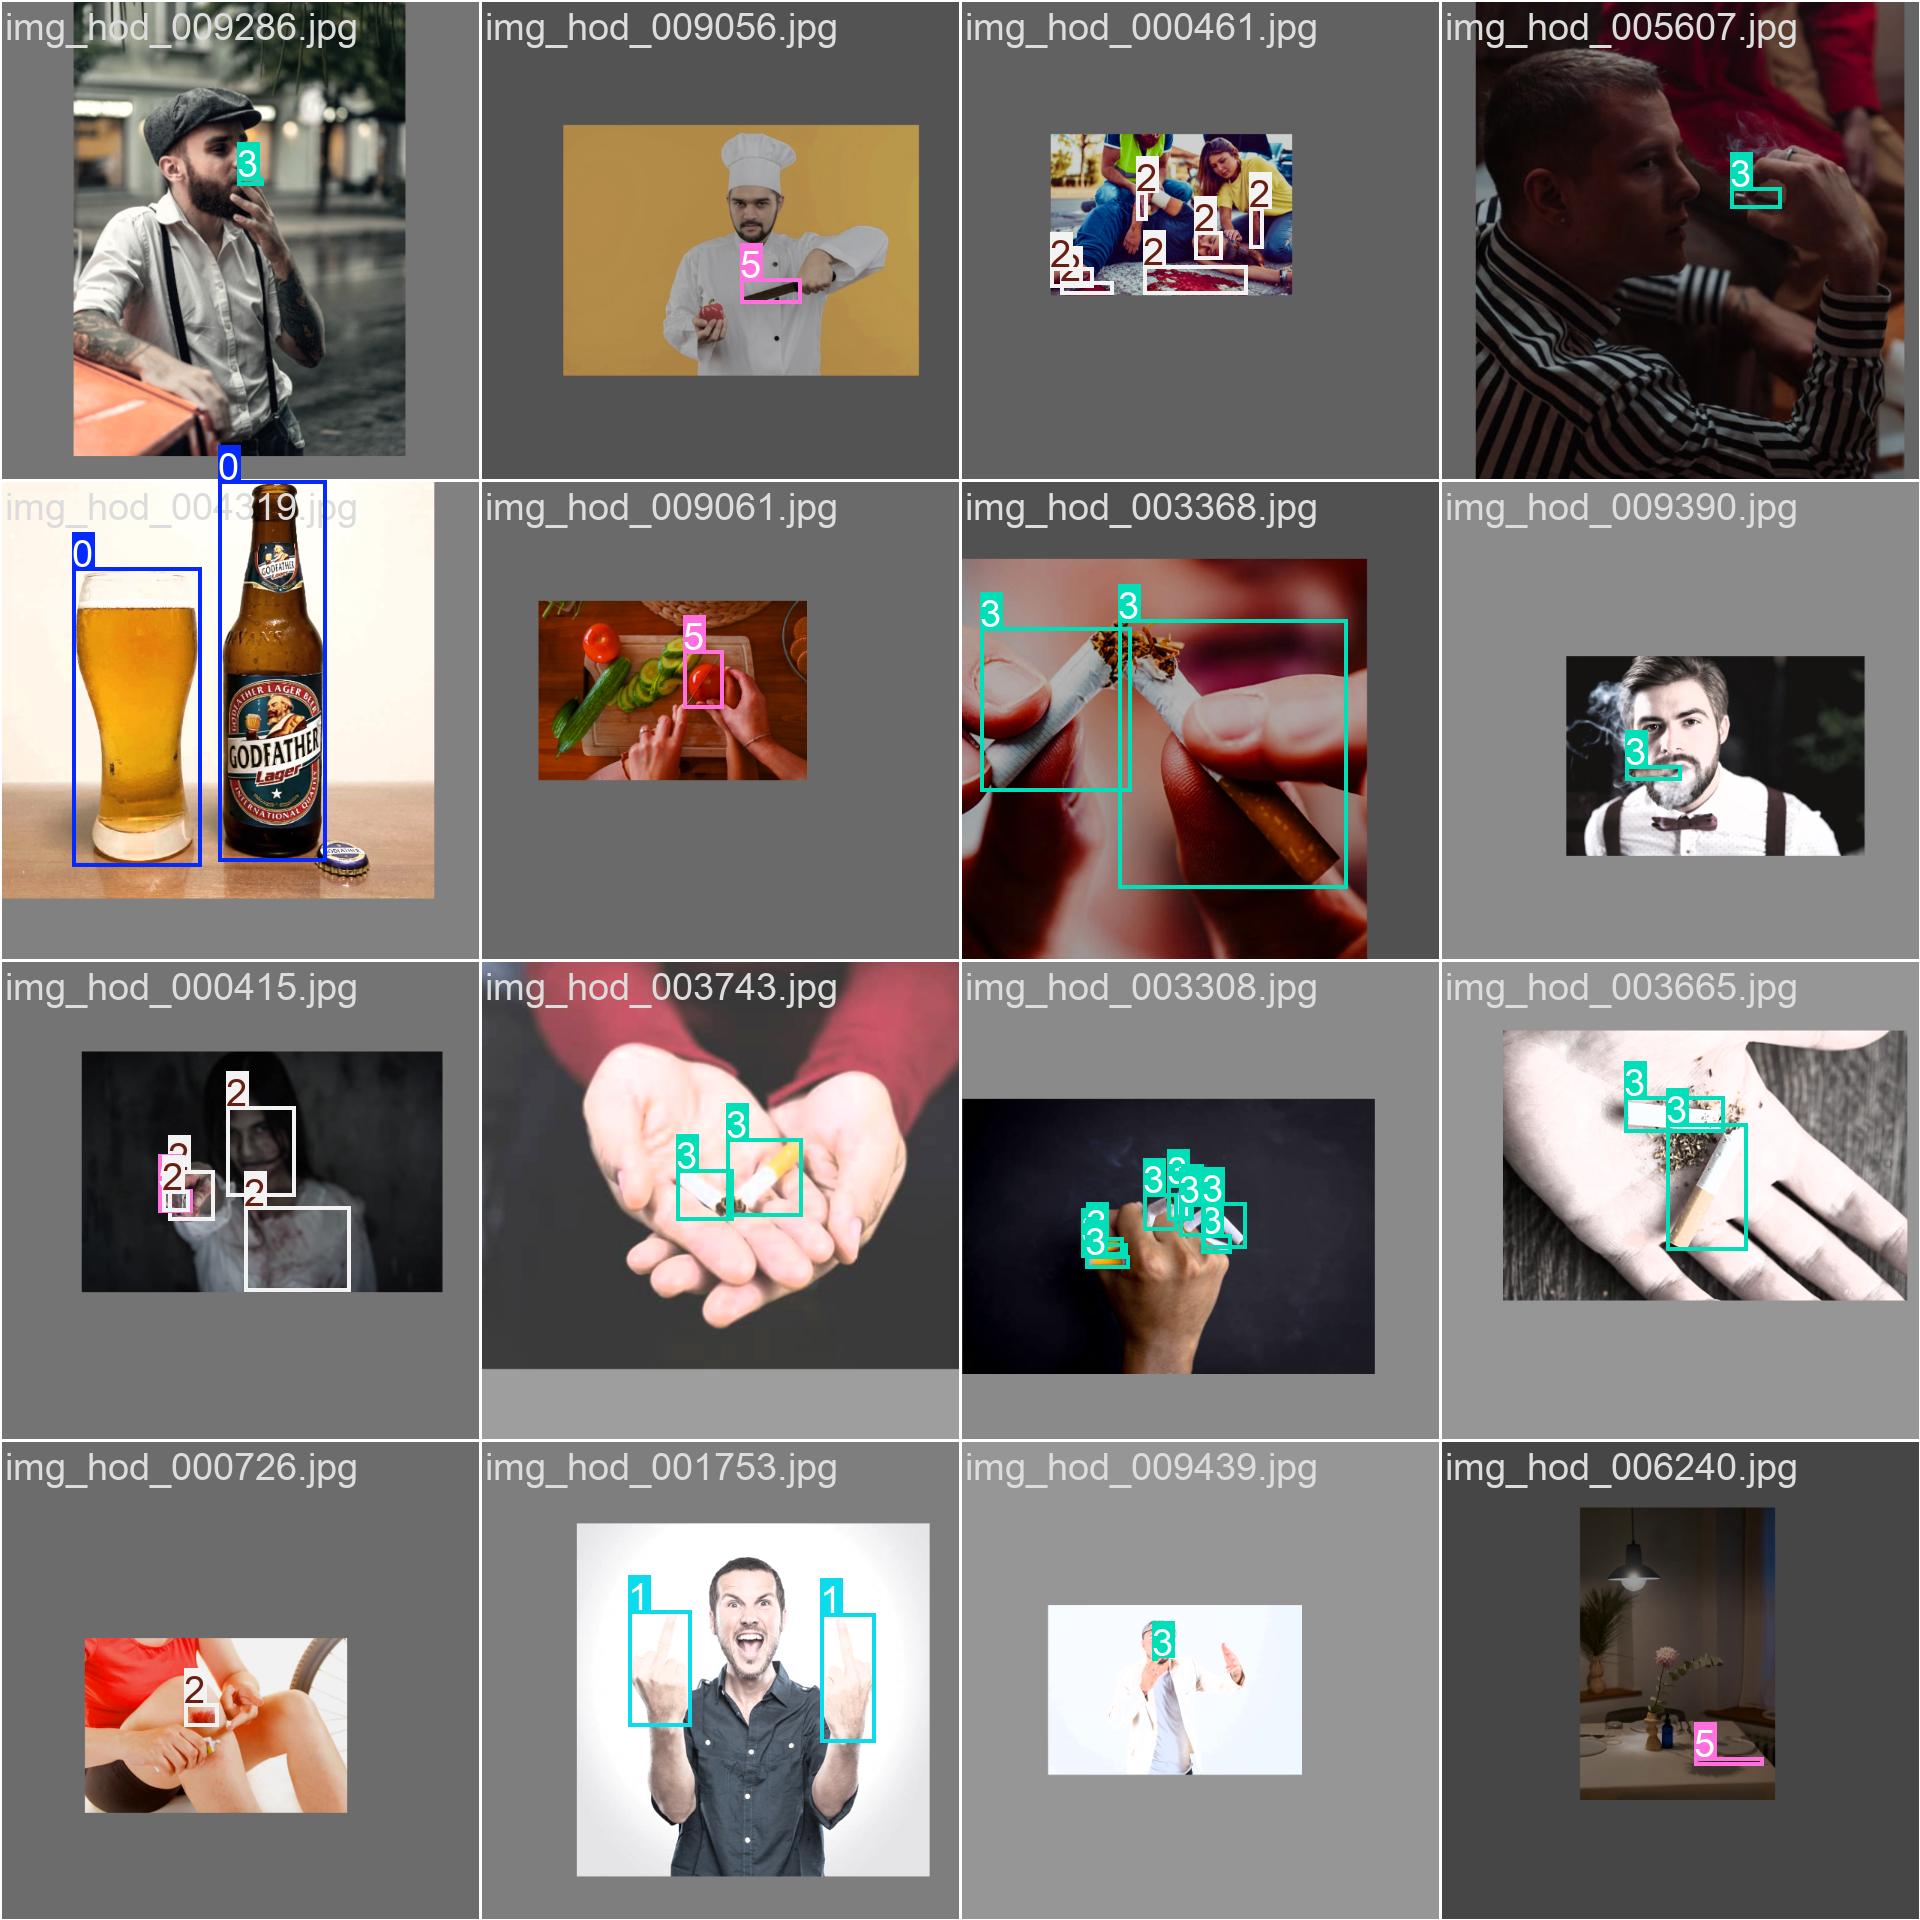 img_hod_009286.jpg
img_hod_009056.jpg
img_hod_000461.jpg
img_hod_005607.jpg
3
5
2
2
2
2
2
2
3
0
img_hod_004319.jpg
img_hod_009061.jpg
img_hod_003368.jpg
img_hod_009390.jpg
0
GODFATHER
5
3
3
3
GODFATHER LAGER BEER
GODFATHER
Lager
INTERNATIONAL QUALITY
GODFATHER
img_hod_000415.jpg
img_hod_003743.jpg
img_hod_003308.jpg
img_hod_003665.jpg
2
2
2
2
3
3
3
3
3
3
3
3
3
3
3
img_hod_000726.jpg
img_hod_001753.jpg
img_hod_009439.jpg
img_hod_006240.jpg
2
1
1
3
5